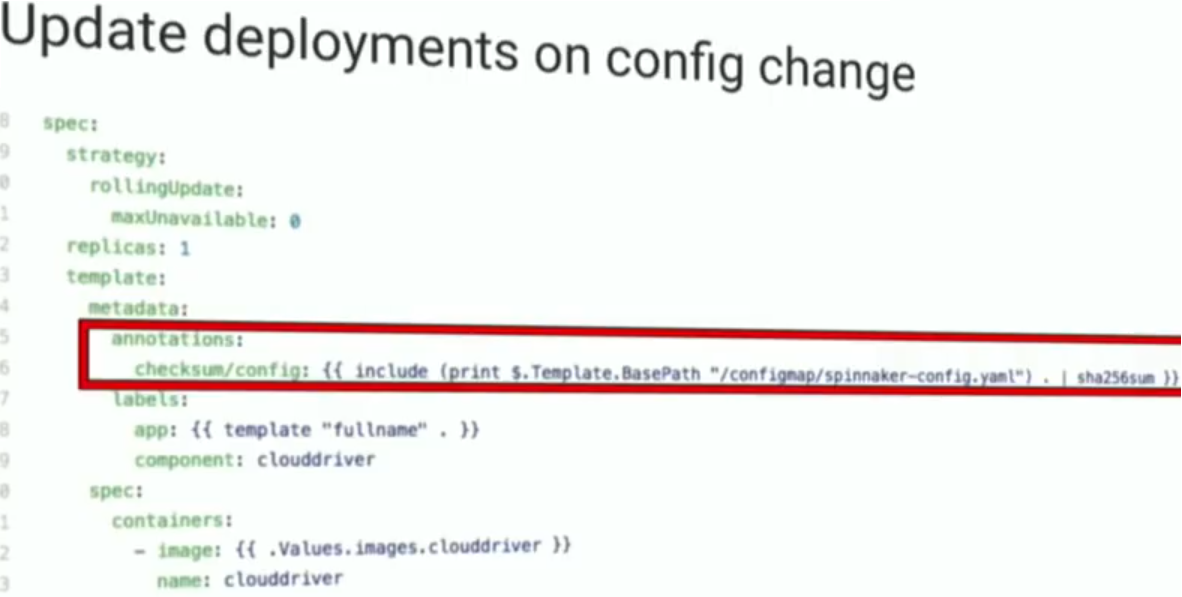 Update deployments on config change
8 spec:
9 strategy:
0 rollingUpdate:
1 maxUnavailable: 0
2 replicas: 1
3 template:
4 metadata:
5 annotations:
6 checksum/config: {{ include (print $.Template.BasePath "/configmap/spinnaker-config.yaml") . | sha256sum }}
7 labels:
8 app: {{ template "fullname" . }}
9 component: clouddriver
0 spec:
1 containers:
2 - image: {{ .Values.images.clouddriver }}
3 name: clouddriver